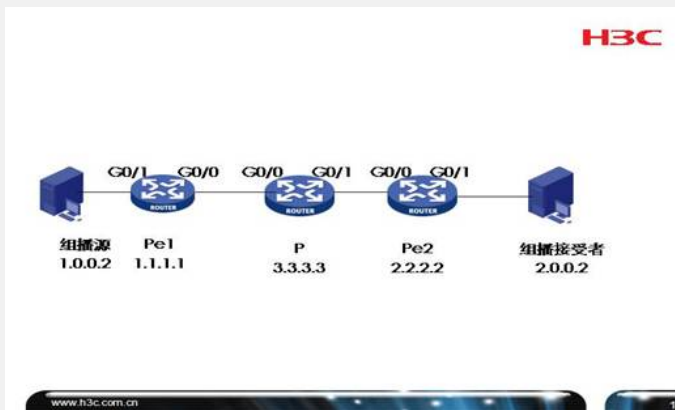 H3C
G0/1 G0/0 G0/0 G0/1 G0/0 G0/1
ROUTER ROUTER ROUTER
组播源 Pe1 P Pe2 组播接受者
1.0.0.2 1.1.1.1 3.3.3.3 2.2.2.2 2.0.0.2
www.h3c.com.cn 1